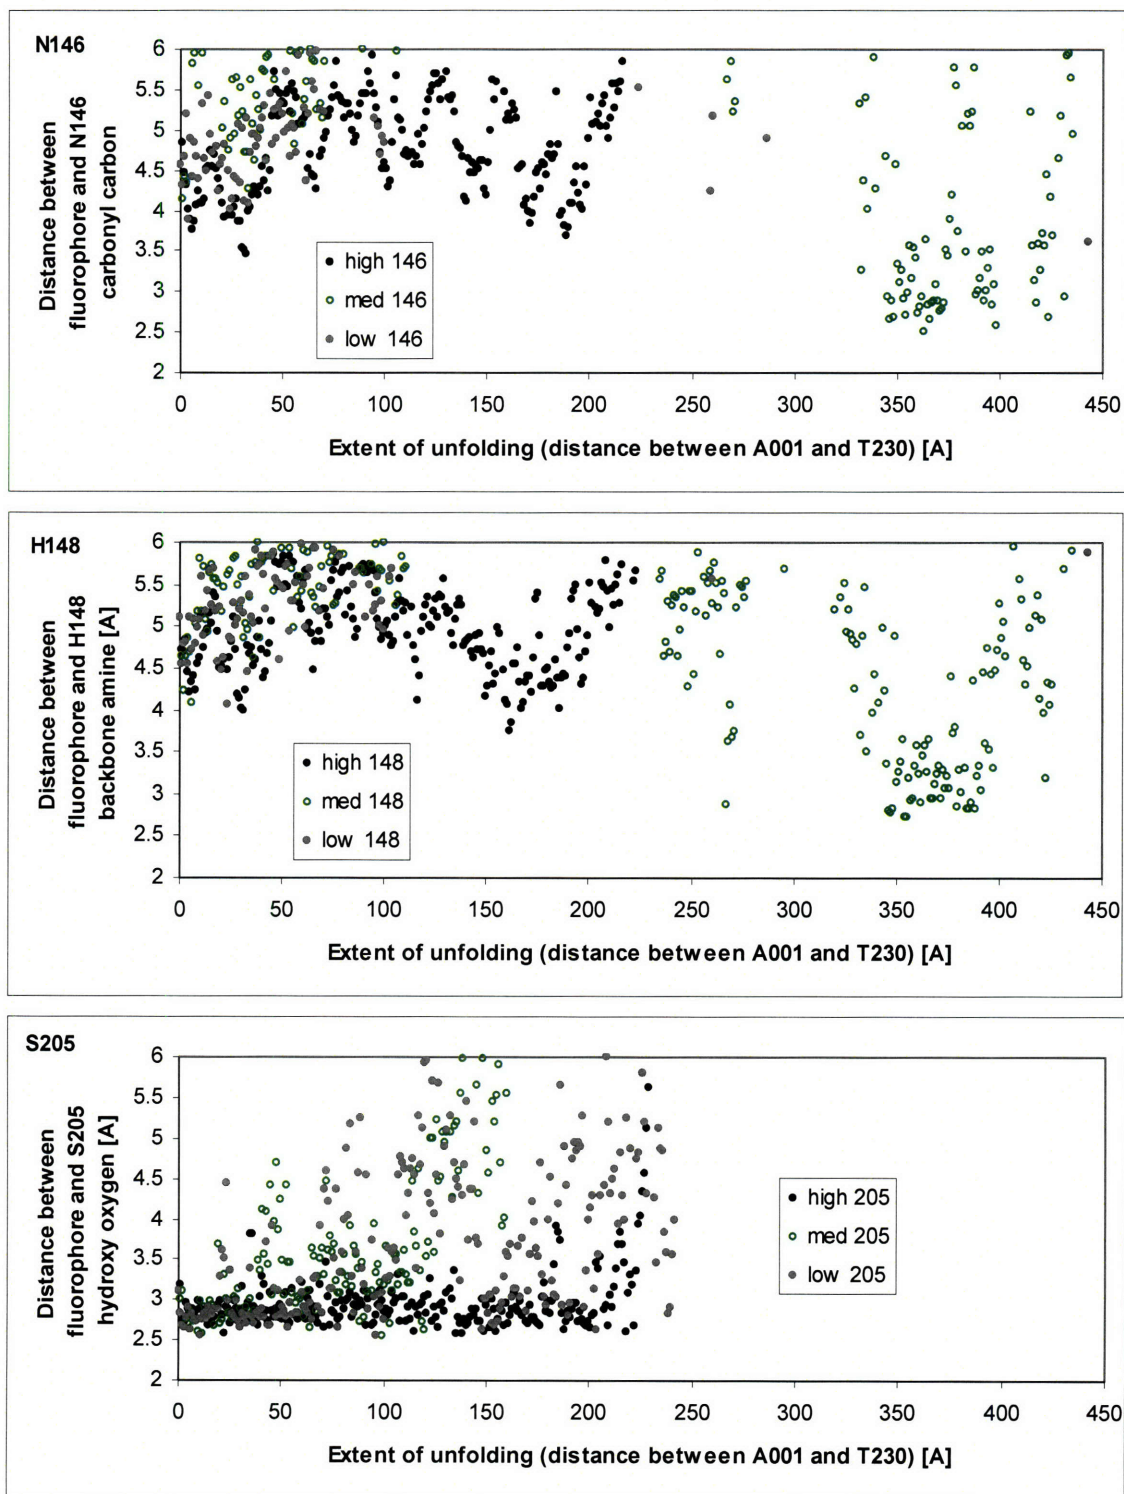 N146
6
5.5
5
4.5
4
3.5
3
2.5
2
Distance between
fluorophore and N146
carbonyl carbon
high 146
med 146
low 146
0 50 100 150 200 250 300 350 400 450
Extent of unfolding (distance between A001 and T230) [A]
H148
6
5.5
5
4.5
4
3.5
3
2.5
2
Distance between
fluorophore and H148
backbone amine [A]
high 148
med 148
low 148
0 50 100 150 200 250 300 350 400 450
Extent of unfolding (distance between A001 and T230) [A]
S205
6
5.5
5
4.5
4
3.5
3
2.5
2
Distance between
fluorophore and S205
hydroxy oxygen [A]
high 205
med 205
low 205
0 50 100 150 200 250 300 350 400 450
Extent of unfolding (distance between A001 and T230) [A]